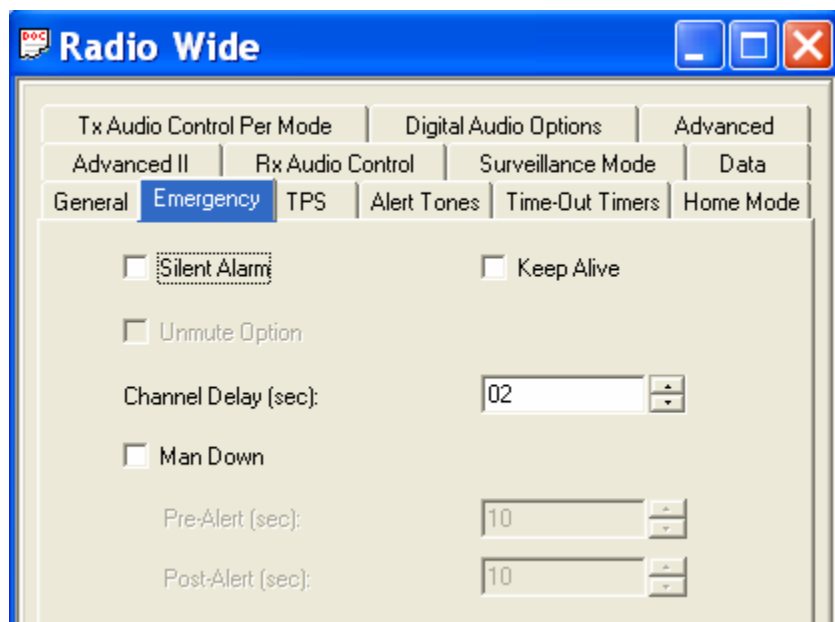 DOC Radio Wide
Tx Audio Control Per Mode Digital Audio Options Advanced
Advanced II Rx Audio Control Surveillance Mode Data
General Emergency TPS Alert Tones Time-Out Timers Home Mode
Silent Alarm Keep Alive
Unmute Option
Channel Delay (sec): 02
Man Down
Pre-Alert (sec): 10
Post-Alert (sec): 10